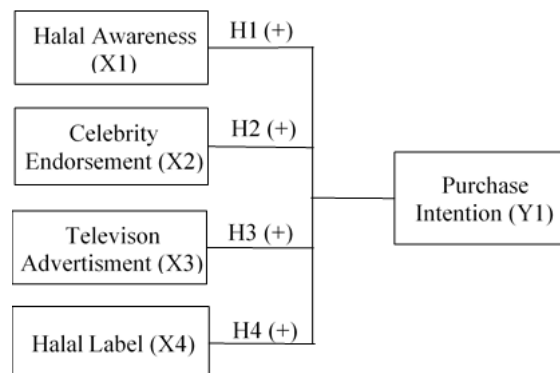 Halal Awareness
(X1)
H1 (+)
Celebrity
Endorsement (X2)
H2 (+)
Televison
Advertisment (X3)
H3 (+)
Halal Label (X4)
H4 (+)
Purchase
Intention (Y1)